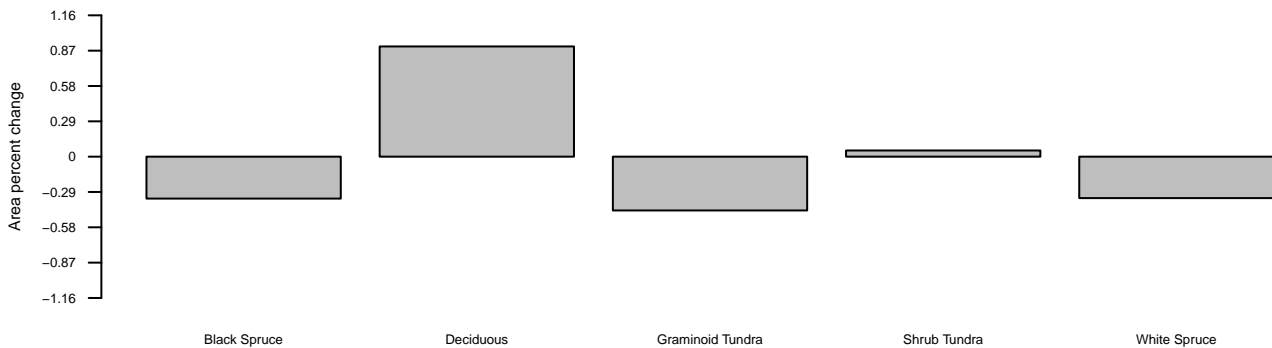 Area percent change
1.16
0.87
0.58
0.29
0
−0.29
−0.58
−0.87
−1.16
Black Spruce
Deciduous
Graminoid Tundra
Shrub Tundra
White Spruce